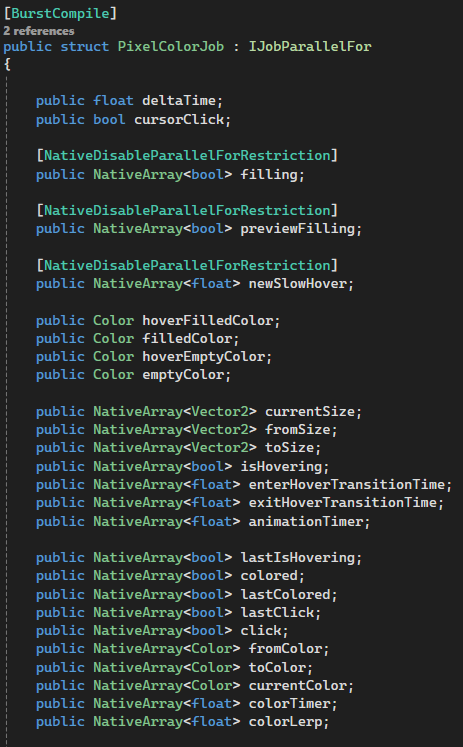 [BurstCompile]
2 references
public struct PixelColorJob : IJobParallelFor
{
public float deltaTime;
public bool cursorClick;
[NativeDisableParallelForRestriction]
public NativeArray<bool> filling;
[NativeDisableParallelForRestriction]
public NativeArray<bool> previewFilling;
[NativeDisableParallelForRestriction]
public NativeArray<float> newSlowHover;
public Color hoverFilledColor;
public Color filledColor;
public Color hoverEmptyColor;
public Color emptyColor;
public NativeArray<Vector2> currentSize;
public NativeArray<Vector2> fromSize;
public NativeArray<Vector2> toSize;
public NativeArray<bool> isHovering;
public NativeArray<float> enterHoverTransitionTime;
public NativeArray<float> exitHoverTransitionTime;
public NativeArray<float> animationTimer;
public NativeArray<bool> lastIsHovering;
public NativeArray<bool> colored;
public NativeArray<bool> lastColored;
public NativeArray<bool> lastClick;
public NativeArray<bool> click;
public NativeArray<Color> fromColor;
public NativeArray<Color> toColor;
public NativeArray<Color> currentColor;
public NativeArray<float> colorTimer;
public NativeArray<float> colorLerp;